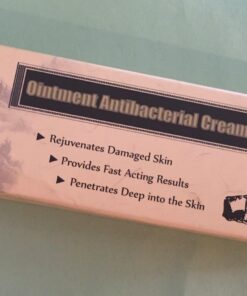 Ointment Antibacterial Cream
Rejuvenates Damaged Skin
Provides Fast Acting Results
Penetrates Deep into the Skin